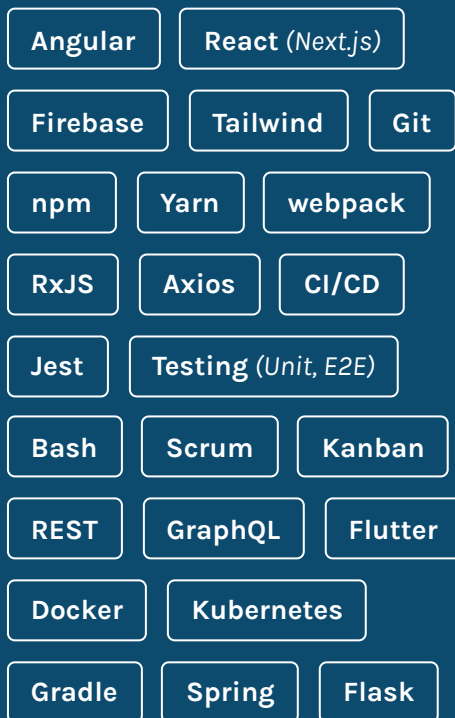 Angular React (Next.js)
Firebase Tailwind Git
npm Yarn webpack
RxJS Axios CI/CD
Jest Testing (Unit, E2E)
Bash Scrum Kanban
REST GraphQL Flutter
Docker Kubernetes
Gradle Spring Flask